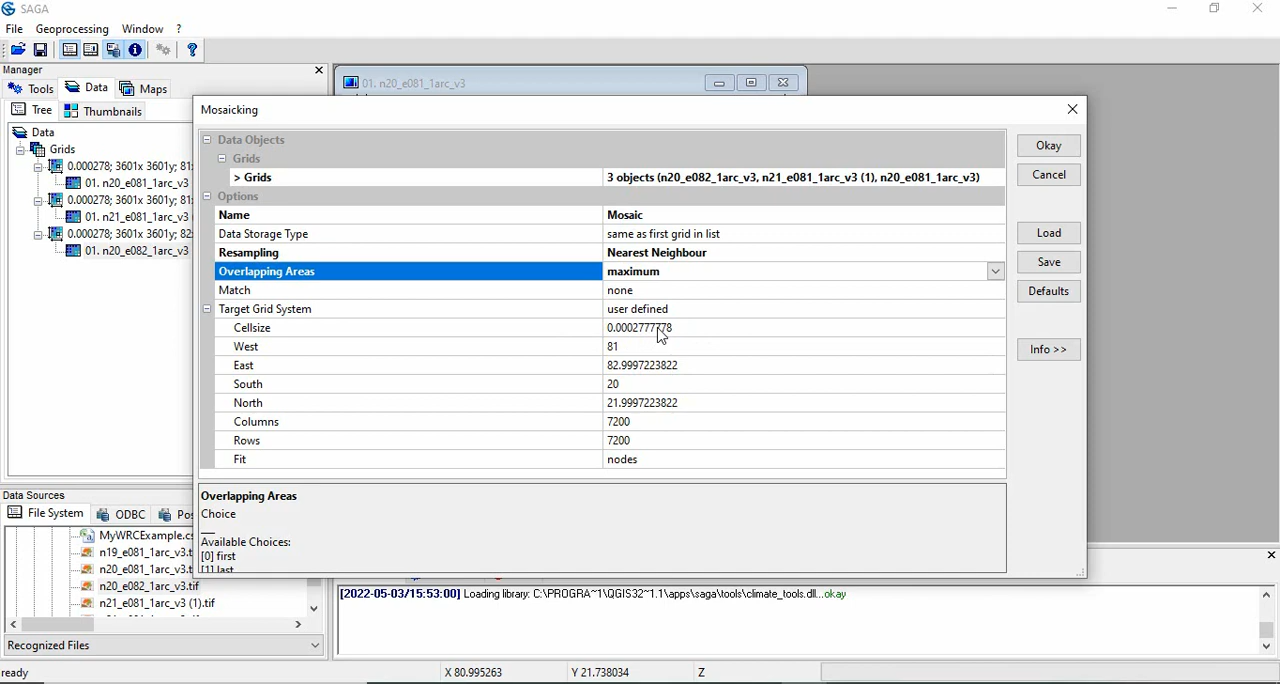 SAGA
File Geoprocessing Window ?
Manager
Tools Data Maps
Tree Thumbnails
Data
Grids
0.000278; 3601x 3601y; 81
01. n20_e081_1arc_v3
0.000278; 3601x 3601y; 81
01. n21_e081_1arc_v3
0.000278; 3601x 3601y; 82
01. n20_e082_1arc_v3
01. n20_e081_1arc_v3
Mosaicking
Data Objects
Grids
> Grids 3 objects (n20_e082_1arc_v3, n21_e081_1arc_v3 (1), n20_e081_1arc_v3)
Options
Name Mosaic
Data Storage Type same as first grid in list
Resampling Nearest Neighbour
Overlapping Areas maximum
Match none
Target Grid System user defined
Cellsize 0.0002777778
West 81
East 82.9997223822
South 20
North 21.9997223822
Columns 7200
Rows 7200
Fit nodes
Overlapping Areas
Choice
__
Available Choices:
[0] first
[1] last
Okay
Cancel
Load
Save
Defaults
Info >>
Data Sources
File System ODBC Pos
MyWRCExample.cs
n19_e081_1arc_v3.t
n20_e081_1arc_v3.t
n20_e082_1arc_v3.tif
n21_e081_1arc_v3 (1).tif
Recognized Files
[2022-05-03/15:53:00] Loading library: C:\PROGRA~1\QGIS32~1.1\apps\saga\tools\climate_tools.dll...okay
ready X 80.995263 Y 21.738034 Z